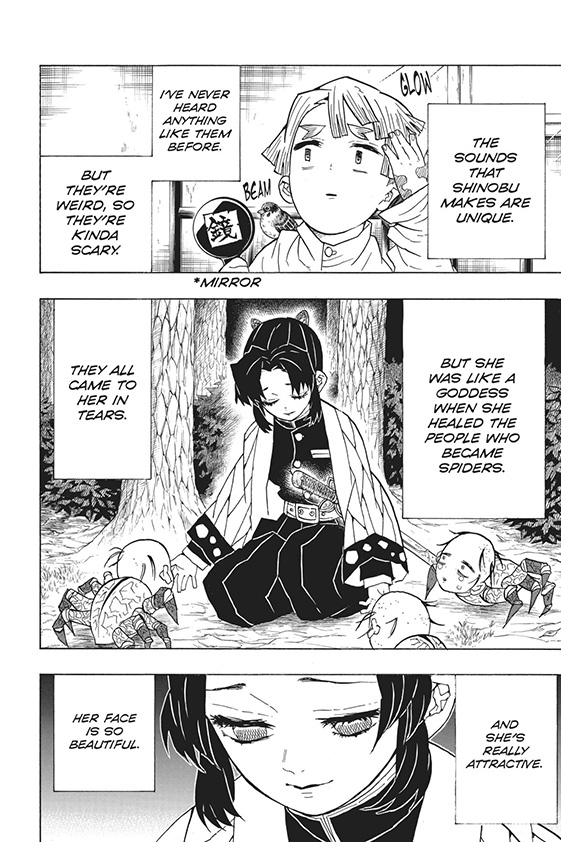 GLOW
THE
SOUNDS
THAT
SHINOBU
MAKES ARE
UNIQUE.
I'VE NEVER
HEARD
ANYTHING
LIKE THEM
BEFORE.
BEAM
鏡
BUT
THEY'RE
WEIRD, SO
THEY'RE
KINDA
SCARY.
*MIRROR
BUT SHE
WAS LIKE A
GODDESS
WHEN SHE
HEALED THE
PEOPLE WHO
BECAME
SPIDERS.
THEY ALL
CAME TO
HER IN
TEARS.
AND
SHE'S
REALLY
ATTRACTIVE.
HER FACE
IS SO
BEAUTIFUL.